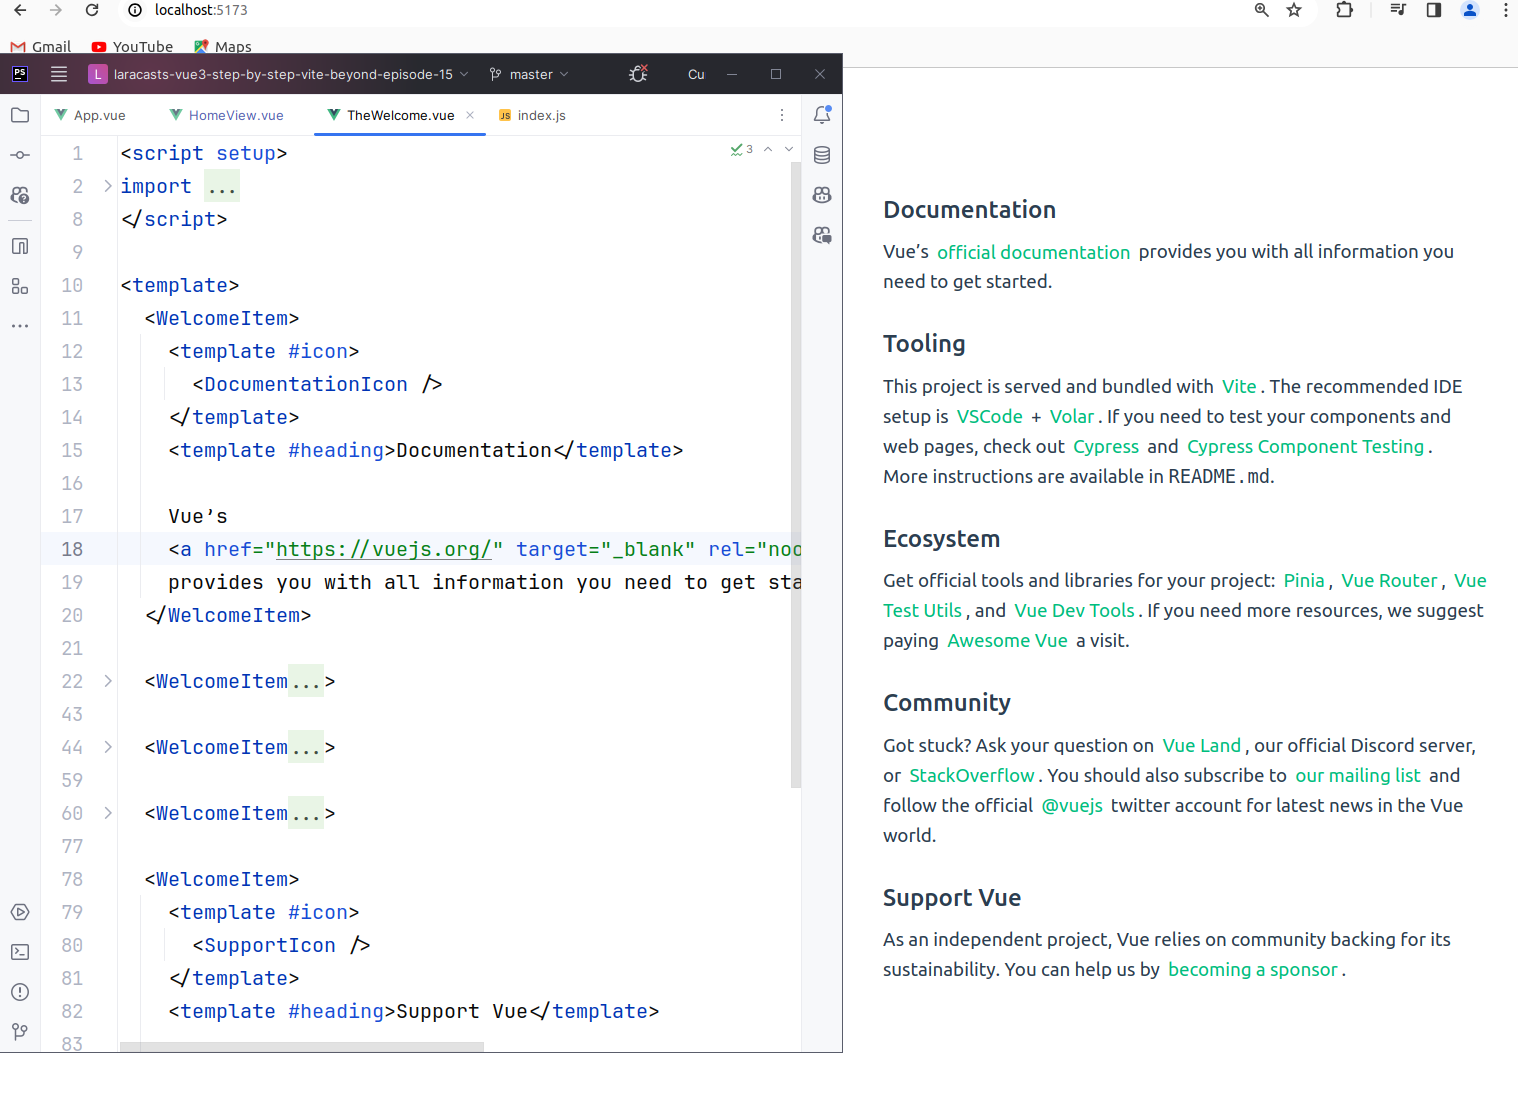 localhost:5173
Gmail YouTube Maps
PS L laracasts-vue3-step-by-step-vite-beyond-episode-15 master Cu
App.vue HomeView.vue TheWelcome.vue JS index.js
3
1 <script setup>
2 import ...
8 </script>
9
10 <template>
11 <WelcomeItem>
12 <template #icon>
13 <DocumentationIcon />
14 </template>
15 <template #heading>Documentation</template>
16
17 Vue’s
18 <a href="https://vuejs.org/" target="_blank" rel="noo
19 provides you with all information you need to get sta
20 </WelcomeItem>
21
22 <WelcomeItem...>
43
44 <WelcomeItem...>
59
60 <WelcomeItem...>
77
78 <WelcomeItem>
79 <template #icon>
80 <SupportIcon />
81 </template>
82 <template #heading>Support Vue</template>
83
Documentation
Vue’s official documentation provides you with all information you
need to get started.
Tooling
This project is served and bundled with Vite. The recommended IDE
setup is VSCode + Volar. If you need to test your components and
web pages, check out Cypress and Cypress Component Testing.
More instructions are available in README.md.
Ecosystem
Get official tools and libraries for your project: Pinia, Vue Router, Vue
Test Utils, and Vue Dev Tools. If you need more resources, we suggest
paying Awesome Vue a visit.
Community
Got stuck? Ask your question on Vue Land, our official Discord server,
or StackOverflow. You should also subscribe to our mailing list and
follow the official @vuejs twitter account for latest news in the Vue
world.
Support Vue
As an independent project, Vue relies on community backing for its
sustainability. You can help us by becoming a sponsor.